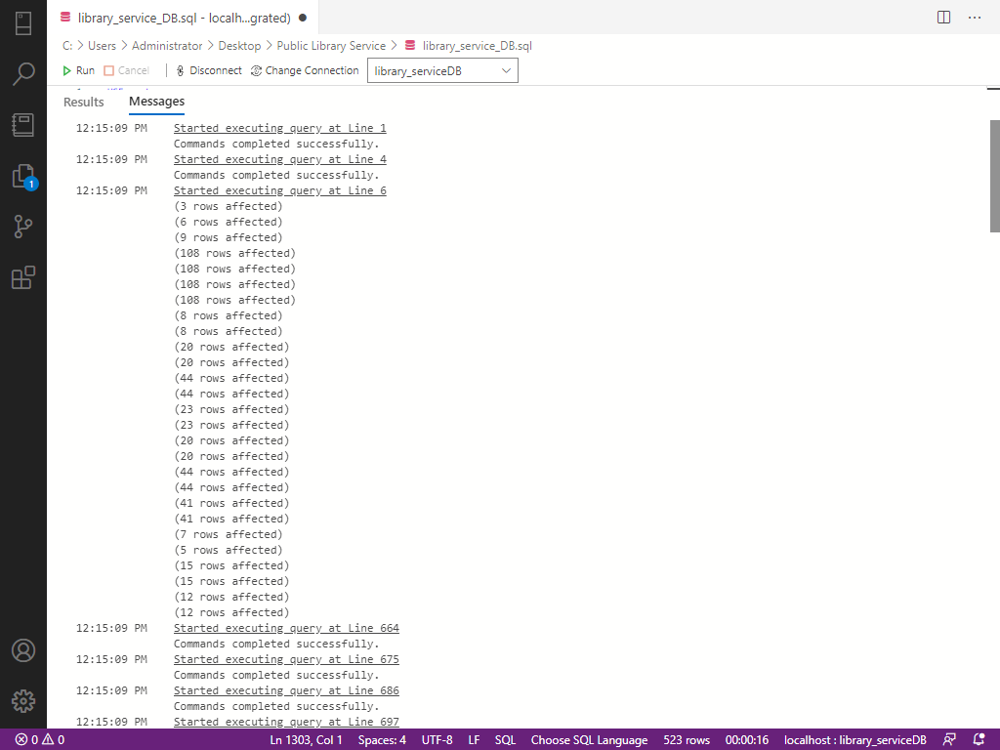 library_service_DB.sql - localh...grated) ●
C: > Users > Administrator > Desktop > Public Library Service > library_service_DB.sql
Run Cancel Disconnect Change Connection library_serviceDB
Results Messages
12:15:09 PM Started executing query at Line 1
Commands completed successfully.
12:15:09 PM Started executing query at Line 4
Commands completed successfully.
12:15:09 PM Started executing query at Line 6
(3 rows affected)
(6 rows affected)
(9 rows affected)
(108 rows affected)
(108 rows affected)
(108 rows affected)
(108 rows affected)
(8 rows affected)
(8 rows affected)
(20 rows affected)
(20 rows affected)
(44 rows affected)
(44 rows affected)
(23 rows affected)
(23 rows affected)
(20 rows affected)
(20 rows affected)
(44 rows affected)
(44 rows affected)
(41 rows affected)
(41 rows affected)
(7 rows affected)
(5 rows affected)
(15 rows affected)
(15 rows affected)
(12 rows affected)
(12 rows affected)
12:15:09 PM Started executing query at Line 664
Commands completed successfully.
12:15:09 PM Started executing query at Line 675
Commands completed successfully.
12:15:09 PM Started executing query at Line 686
Commands completed successfully.
12:15:09 PM Started executing query at Line 697
1
0 0 Ln 1303, Col 1 Spaces: 4 UTF-8 LF SQL Choose SQL Language 523 rows 00:00:16 localhost : library_serviceDB